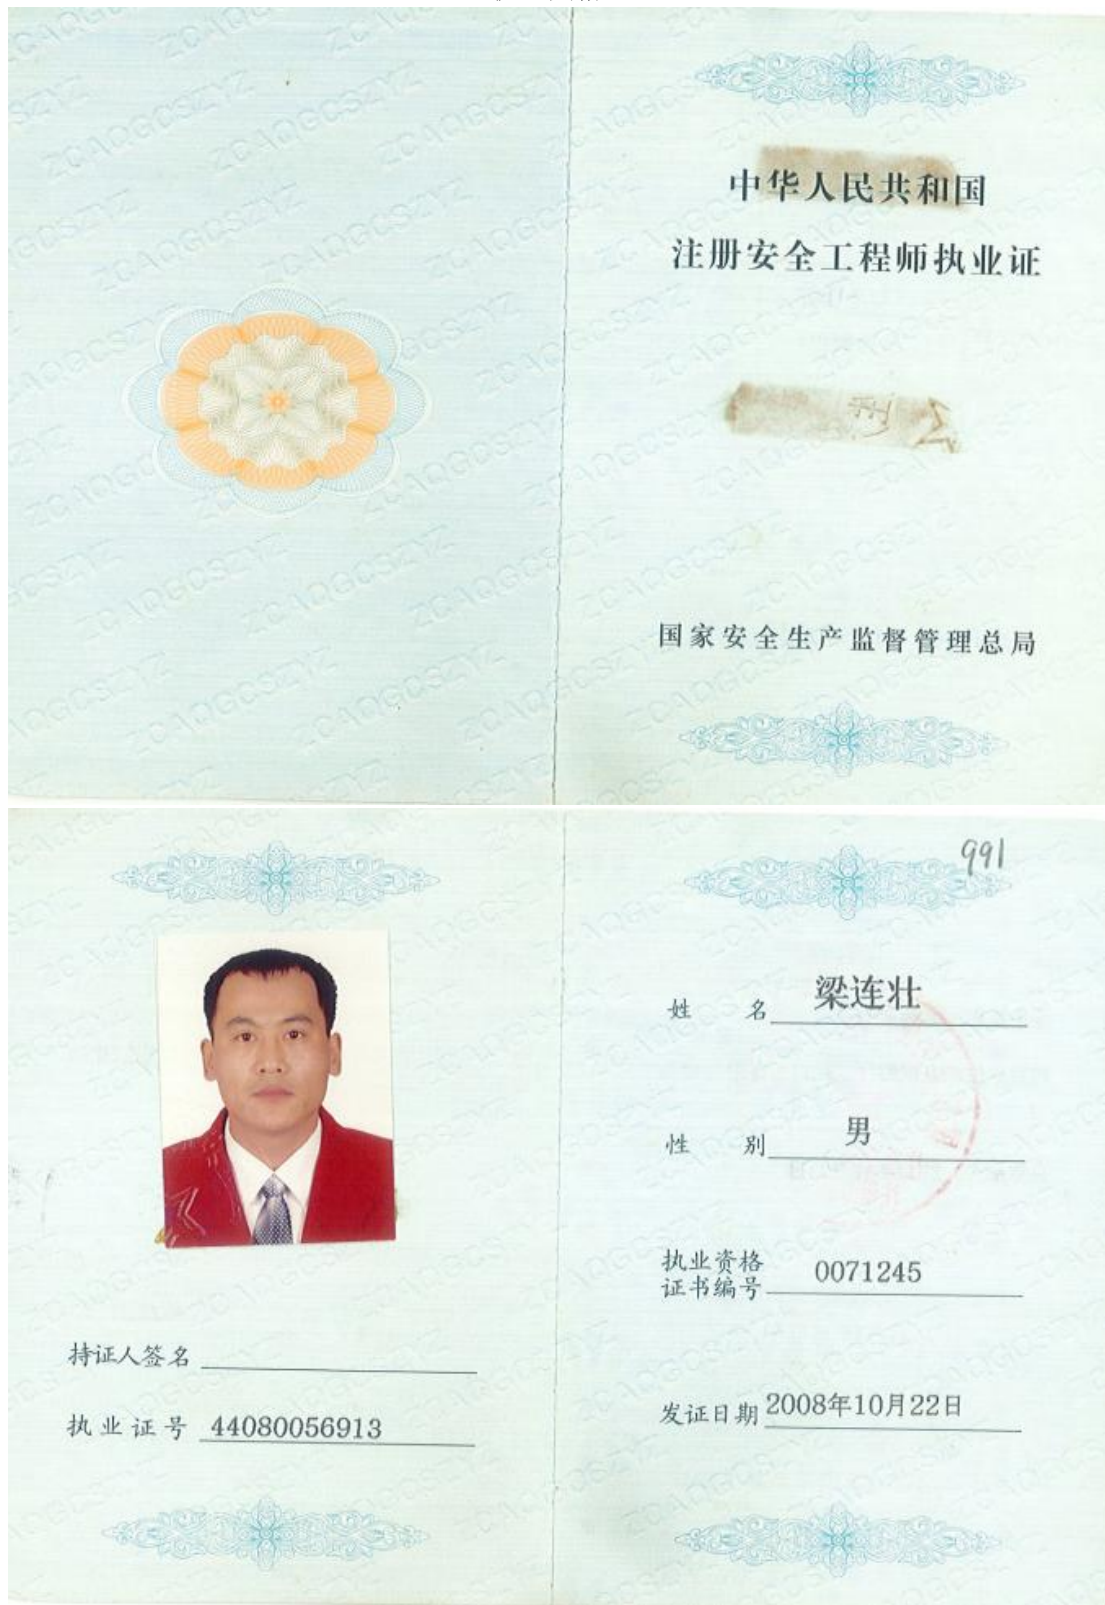 中华人民共和国
注册安全工程师执业证
国家安全生产监督管理总局
991
姓 名 梁连壮
性 别 男
执业资格
证书编号 0071245
发证日期 2008年10月22日
持证人签名
执业证号 44080056913
ZCAQGCSZYZ